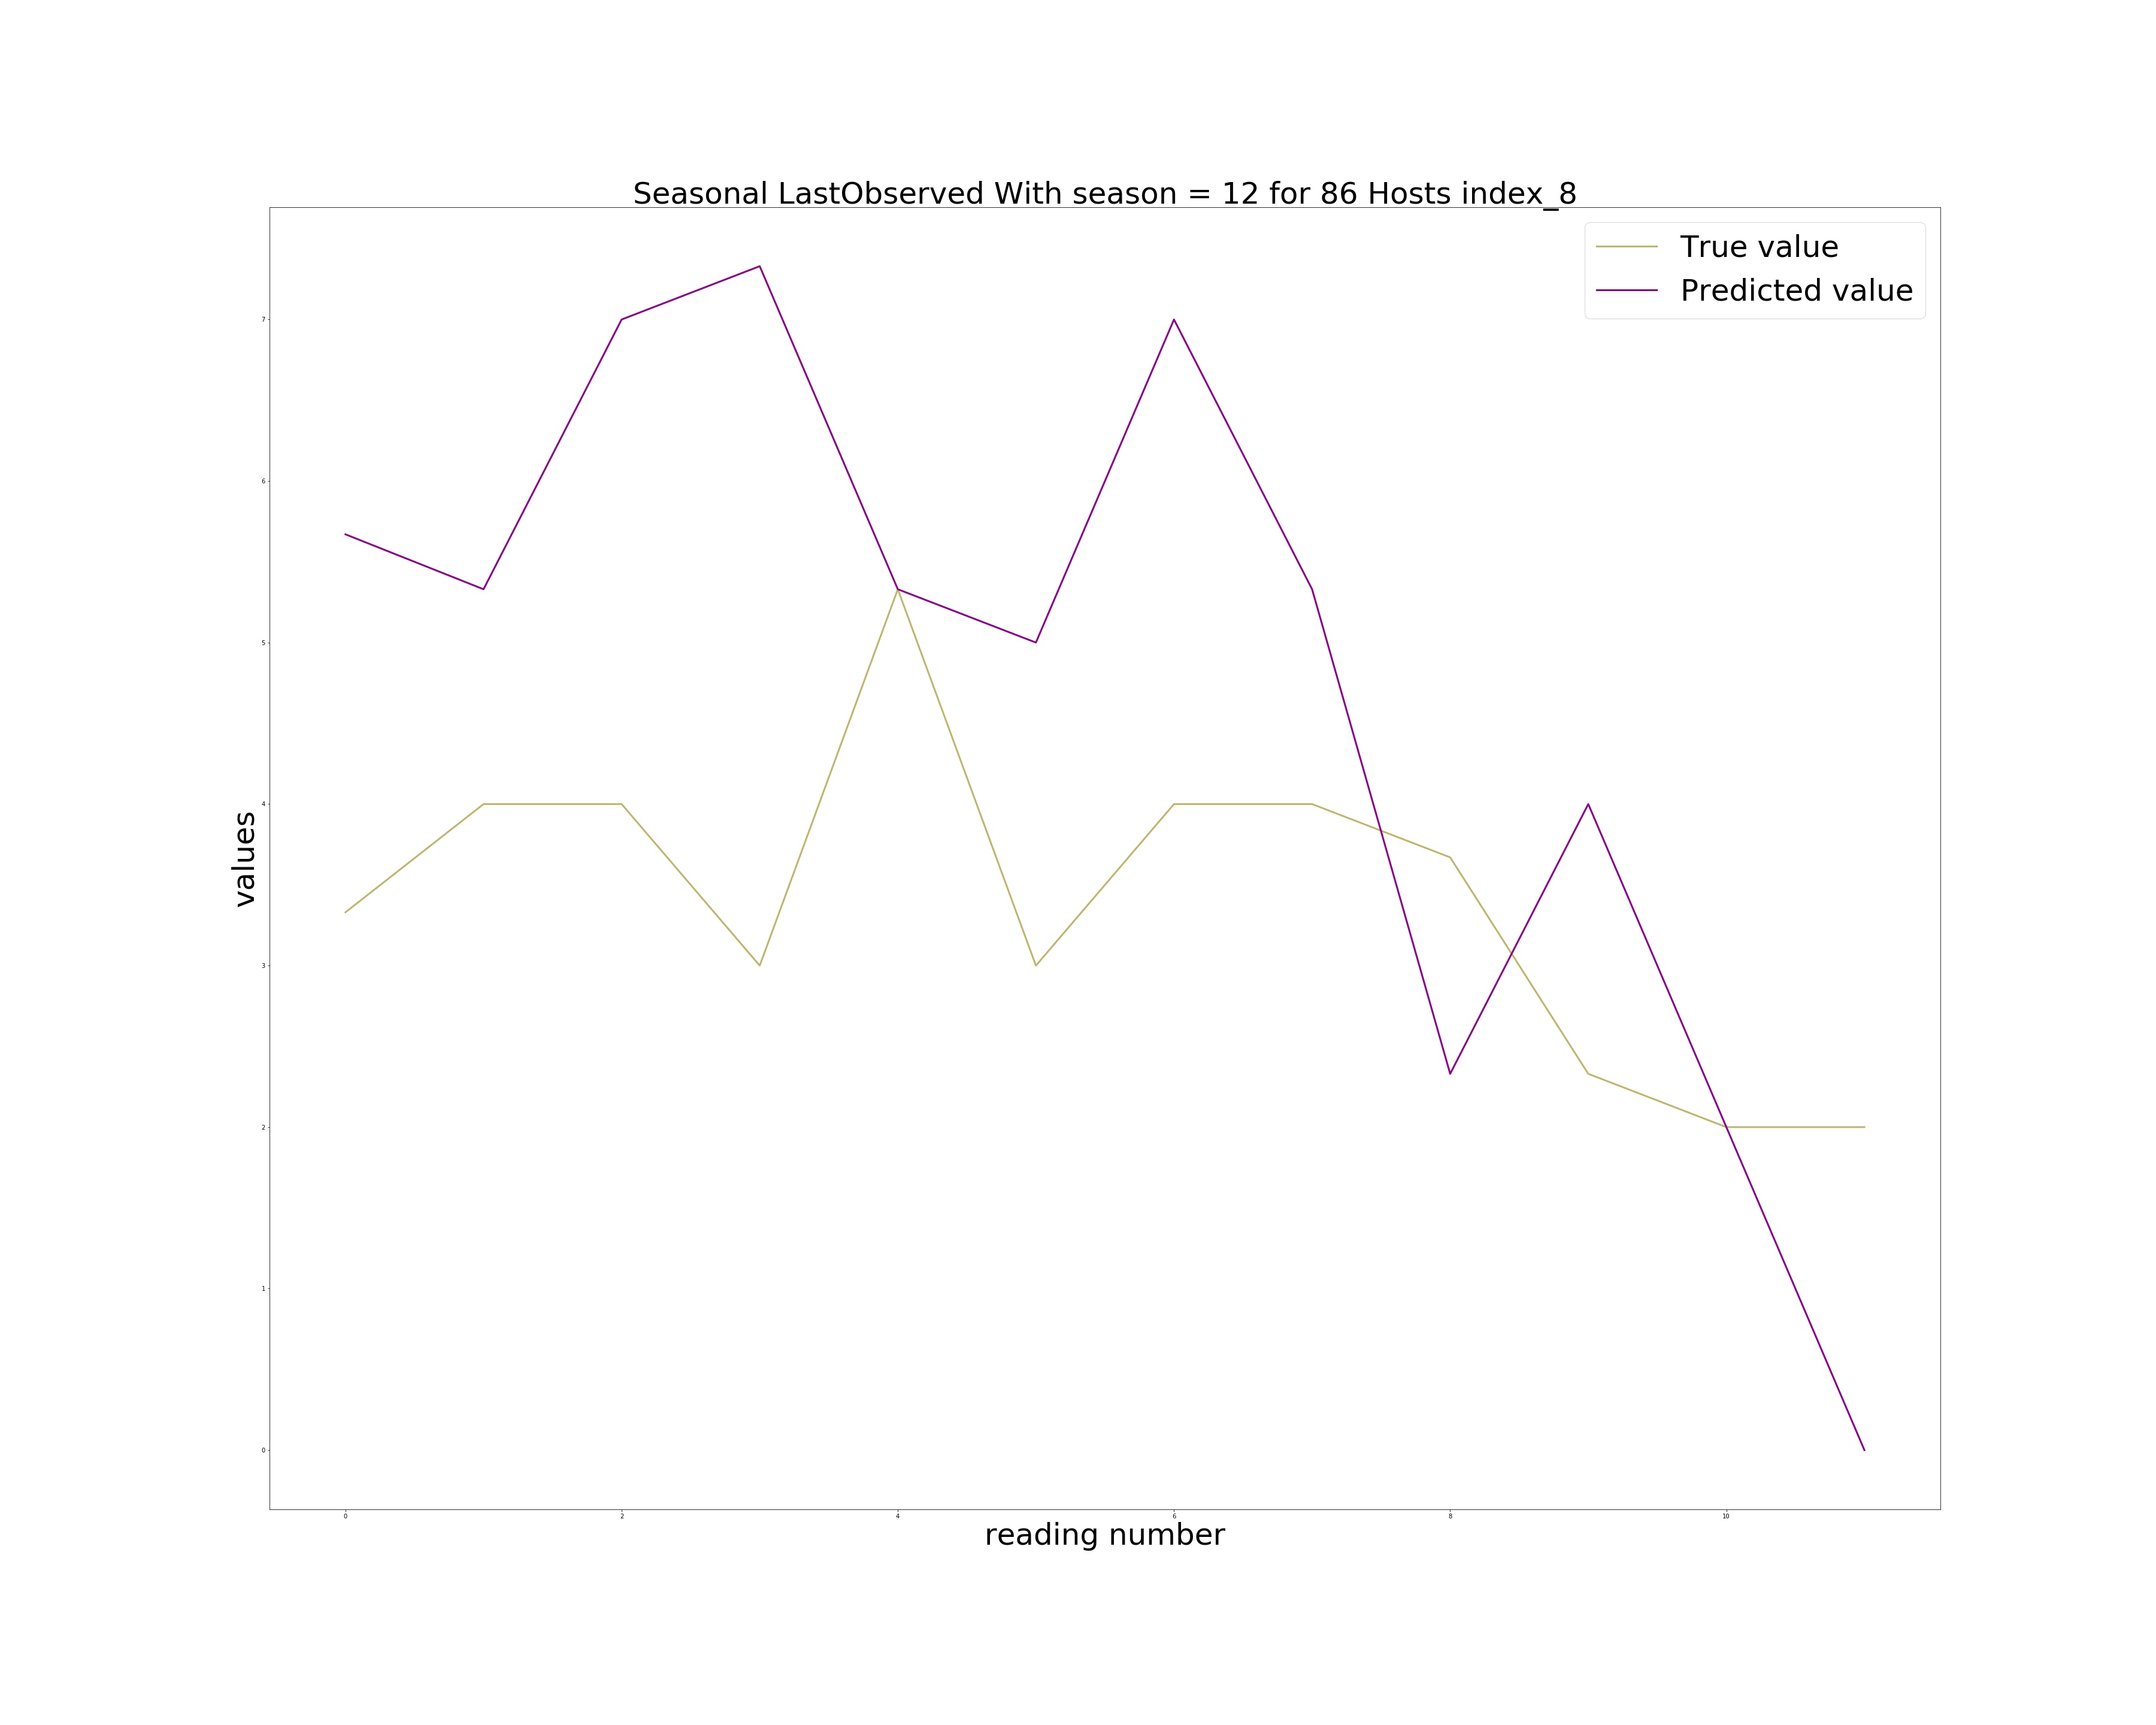 Seasonal LastObserved With season = 12 for 86 Hosts index_8
True value
Predicted value
7
6
5
4
3
2
1
0
values
0
2
4
6
8
10
reading number